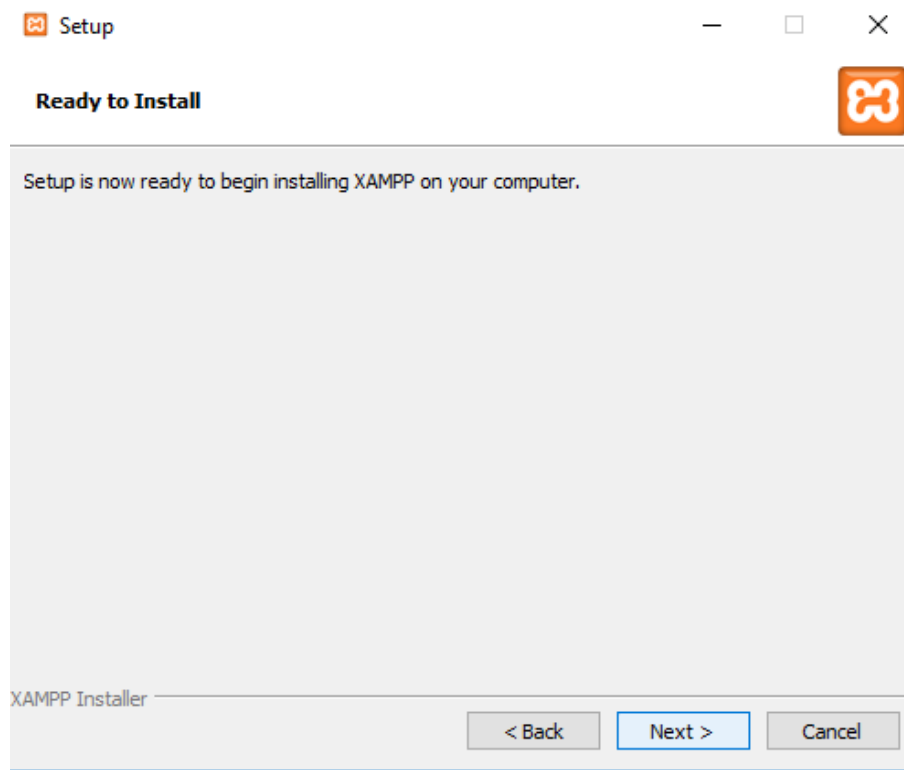 Setup
Ready to Install
Setup is now ready to begin installing XAMPP on your computer.
XAMPP Installer
< Back
Next >
Cancel